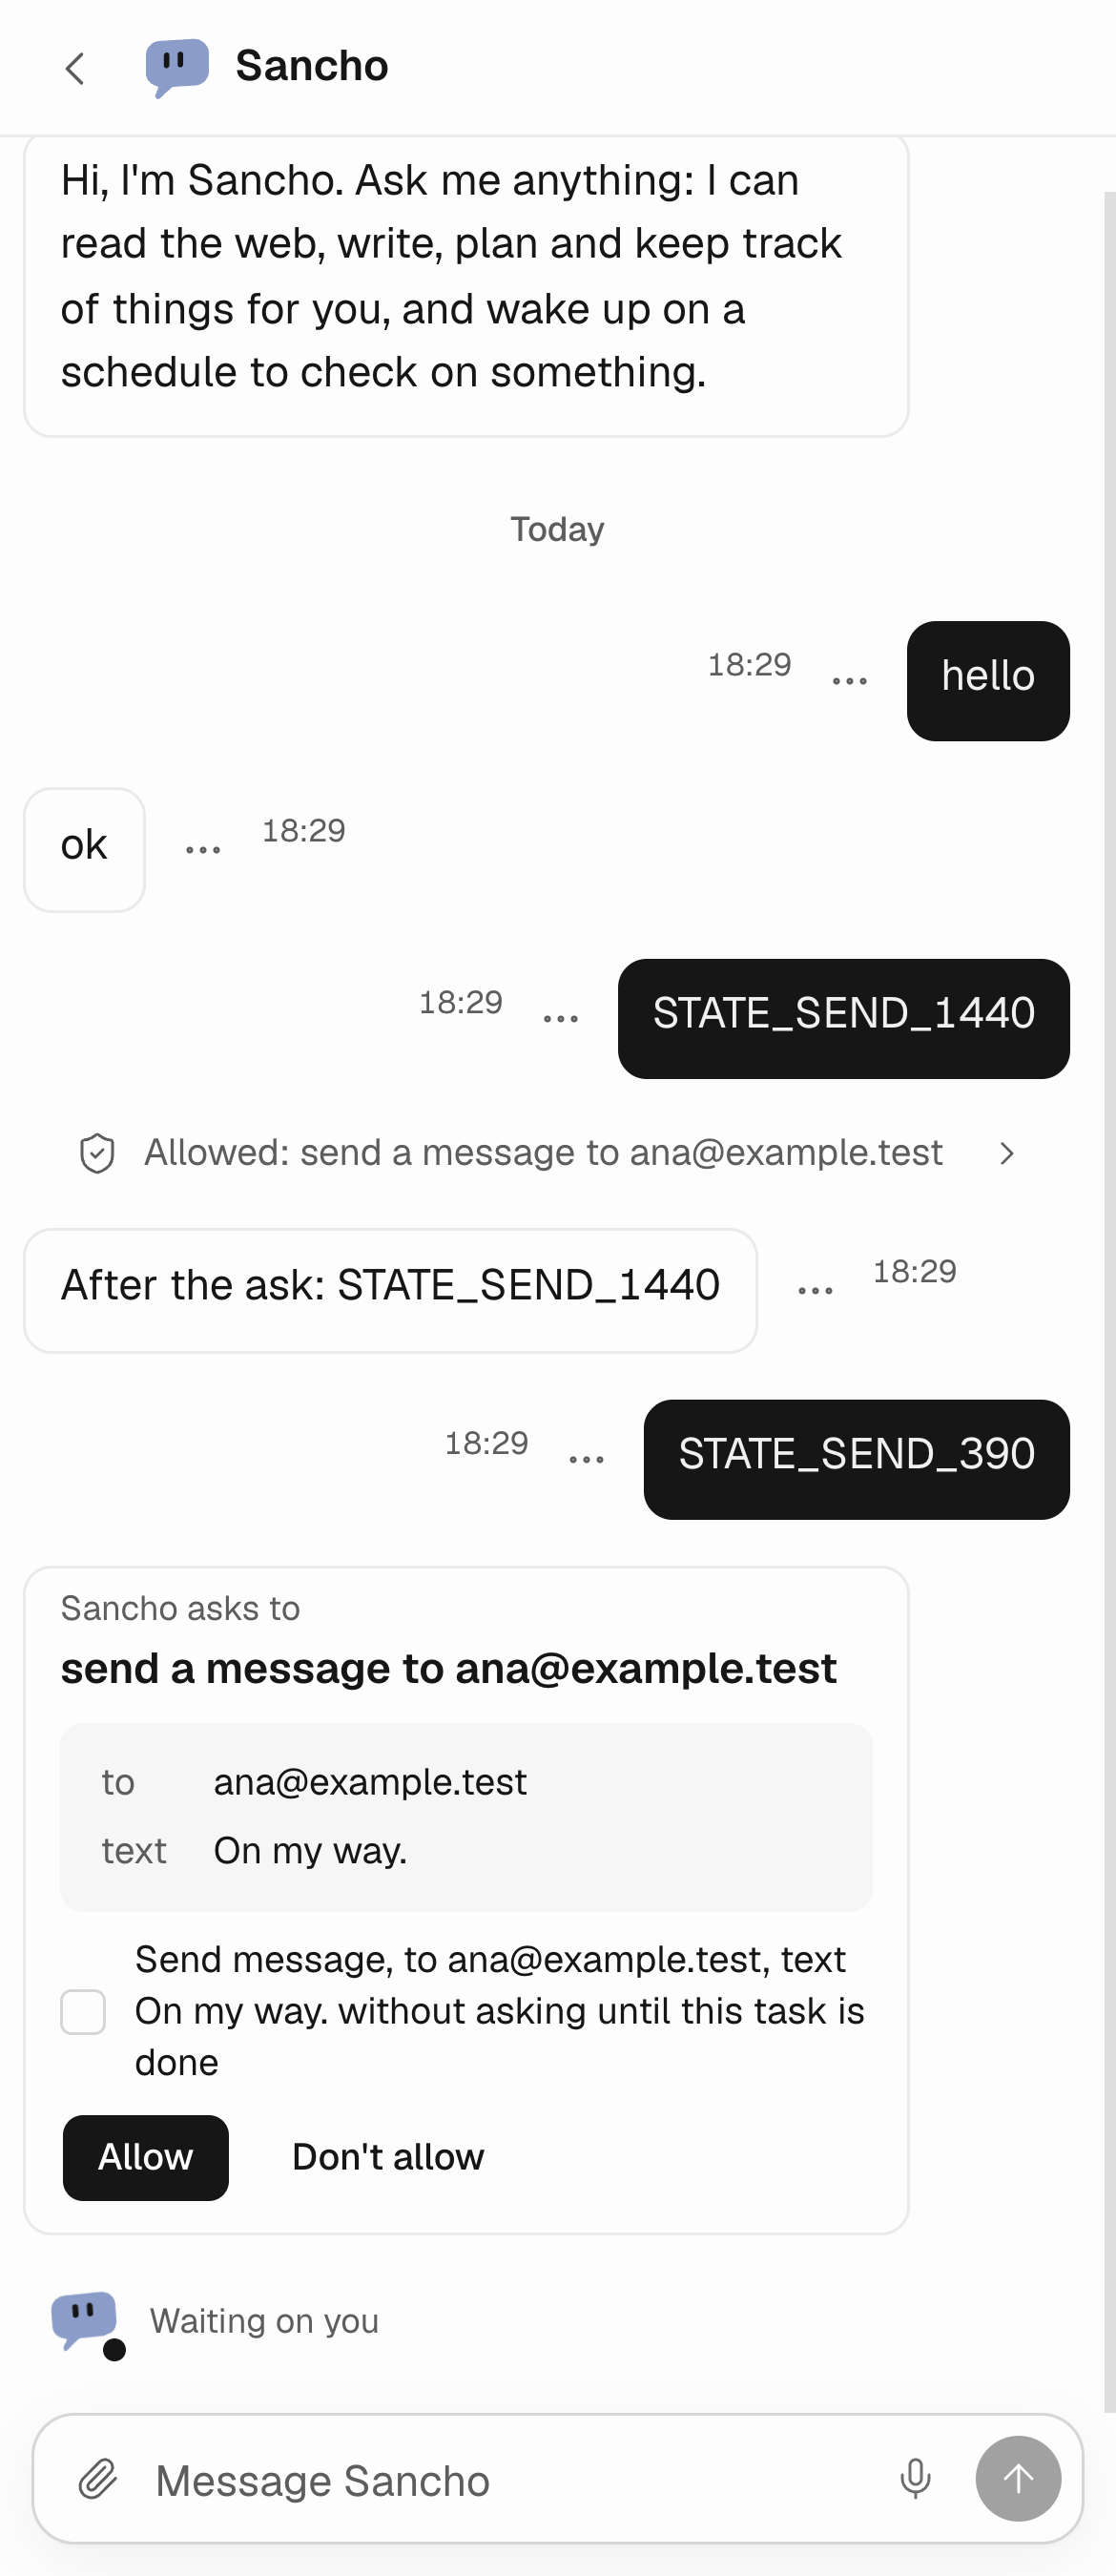 Sancho
Hi, I'm Sancho. Ask me anything: I can
read the web, write, plan and keep track
of things for you, and wake up on a
schedule to check on something.
Today
18:29
hello
ok
18:29
18:29
STATE_SEND_1440
Allowed: send a message to ana@example.test
After the ask: STATE_SEND_1440
18:29
18:29
STATE_SEND_390
Sancho asks to
send a message to ana@example.test
to ana@example.test
text On my way.
Send message, to ana@example.test, text
On my way. without asking until this task is
done
Allow
Don't allow
Waiting on you
Message Sancho